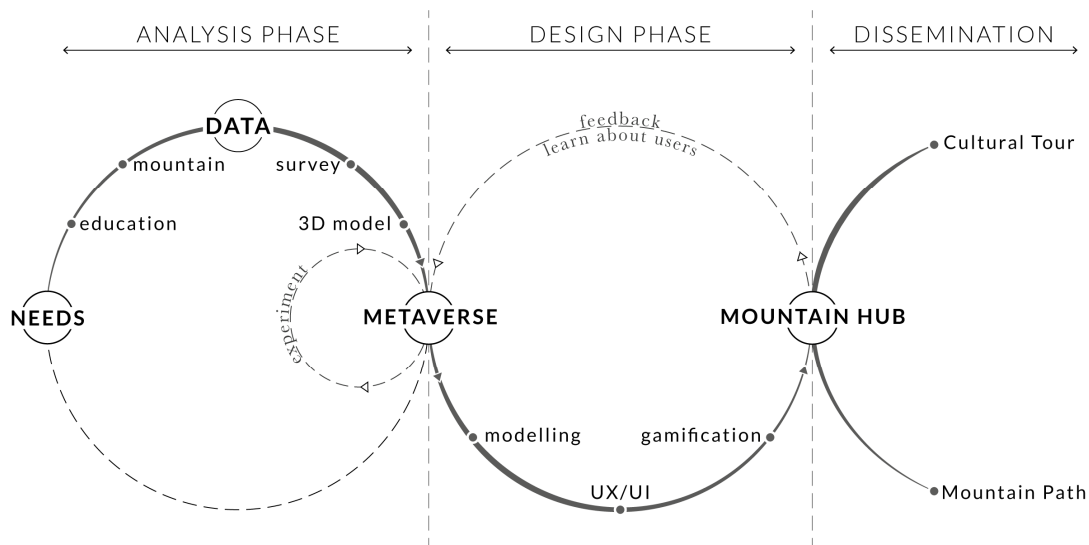 ANALYSIS PHASE
DESIGN PHASE
DISSEMINATION
DATA
mountain
survey
education
3D model
experiment
NEEDS
METAVERSE
feedback
learn about users
MOUNTAIN HUB
modelling
gamification
UX/UI
Cultural Tour
Mountain Path